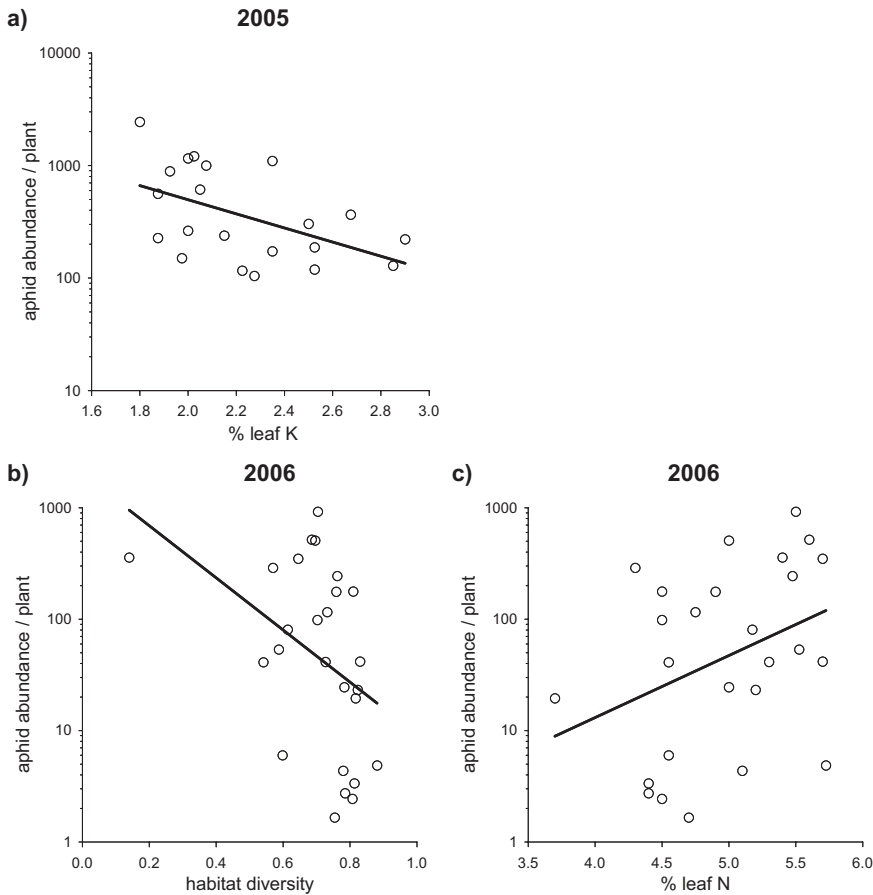 a)
2005
10000
1000
100
10
aphid abundance / plant
1.6 1.8 2.0 2.2 2.4 2.6 2.8 3.0
% leaf K
b)
2006
1000
100
10
1
aphid abundance / plant
0.0 0.2 0.4 0.6 0.8 1.0
habitat diversity
c)
2006
1000
100
10
1
aphid abundance / plant
3.5 4.0 4.5 5.0 5.5 6.0
% leaf N